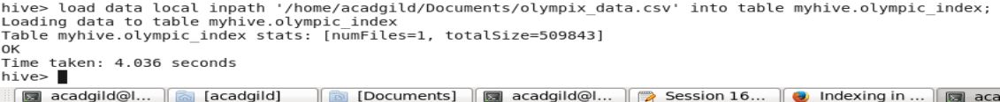 hive> load data local inpath '/home/acadgild/Documents/olympix_data.csv' into table myhive.olympic_index;
Loading data to table myhive.olympic_index
Table myhive.olympic_index stats: [numFiles=1, totalSize=509843]
OK
Time taken: 4.036 seconds
hive>
acadgild@l... [acadgild] [Documents] acadgild@l... Session 16... Indexing in ... aca